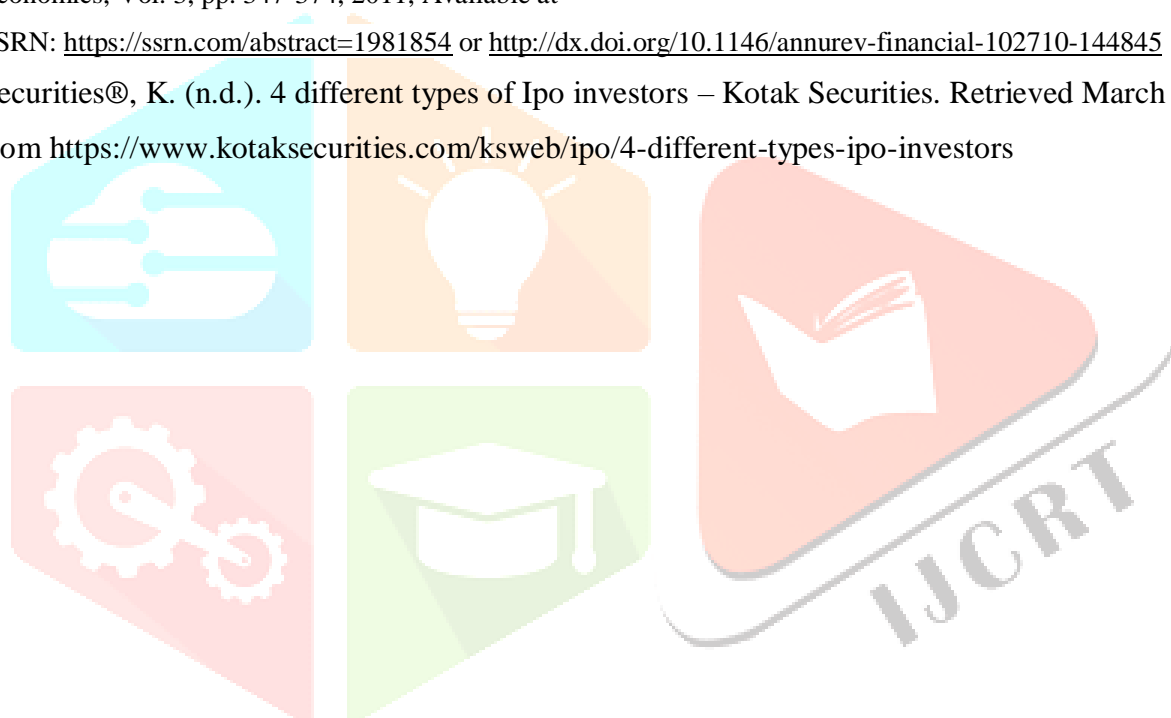 conomics, Vol. 3, pp. 347-374, 2011, Available at
SRN: https://ssrn.com/abstract=1981854 or http://dx.doi.org/10.1146/annurev-financial-102710-144845
ecurities®, K. (n.d.). 4 different types of Ipo investors – Kotak Securities. Retrieved March
om https://www.kotaksecurities.com/ksweb/ipo/4-different-types-ipo-investors
IJCRT